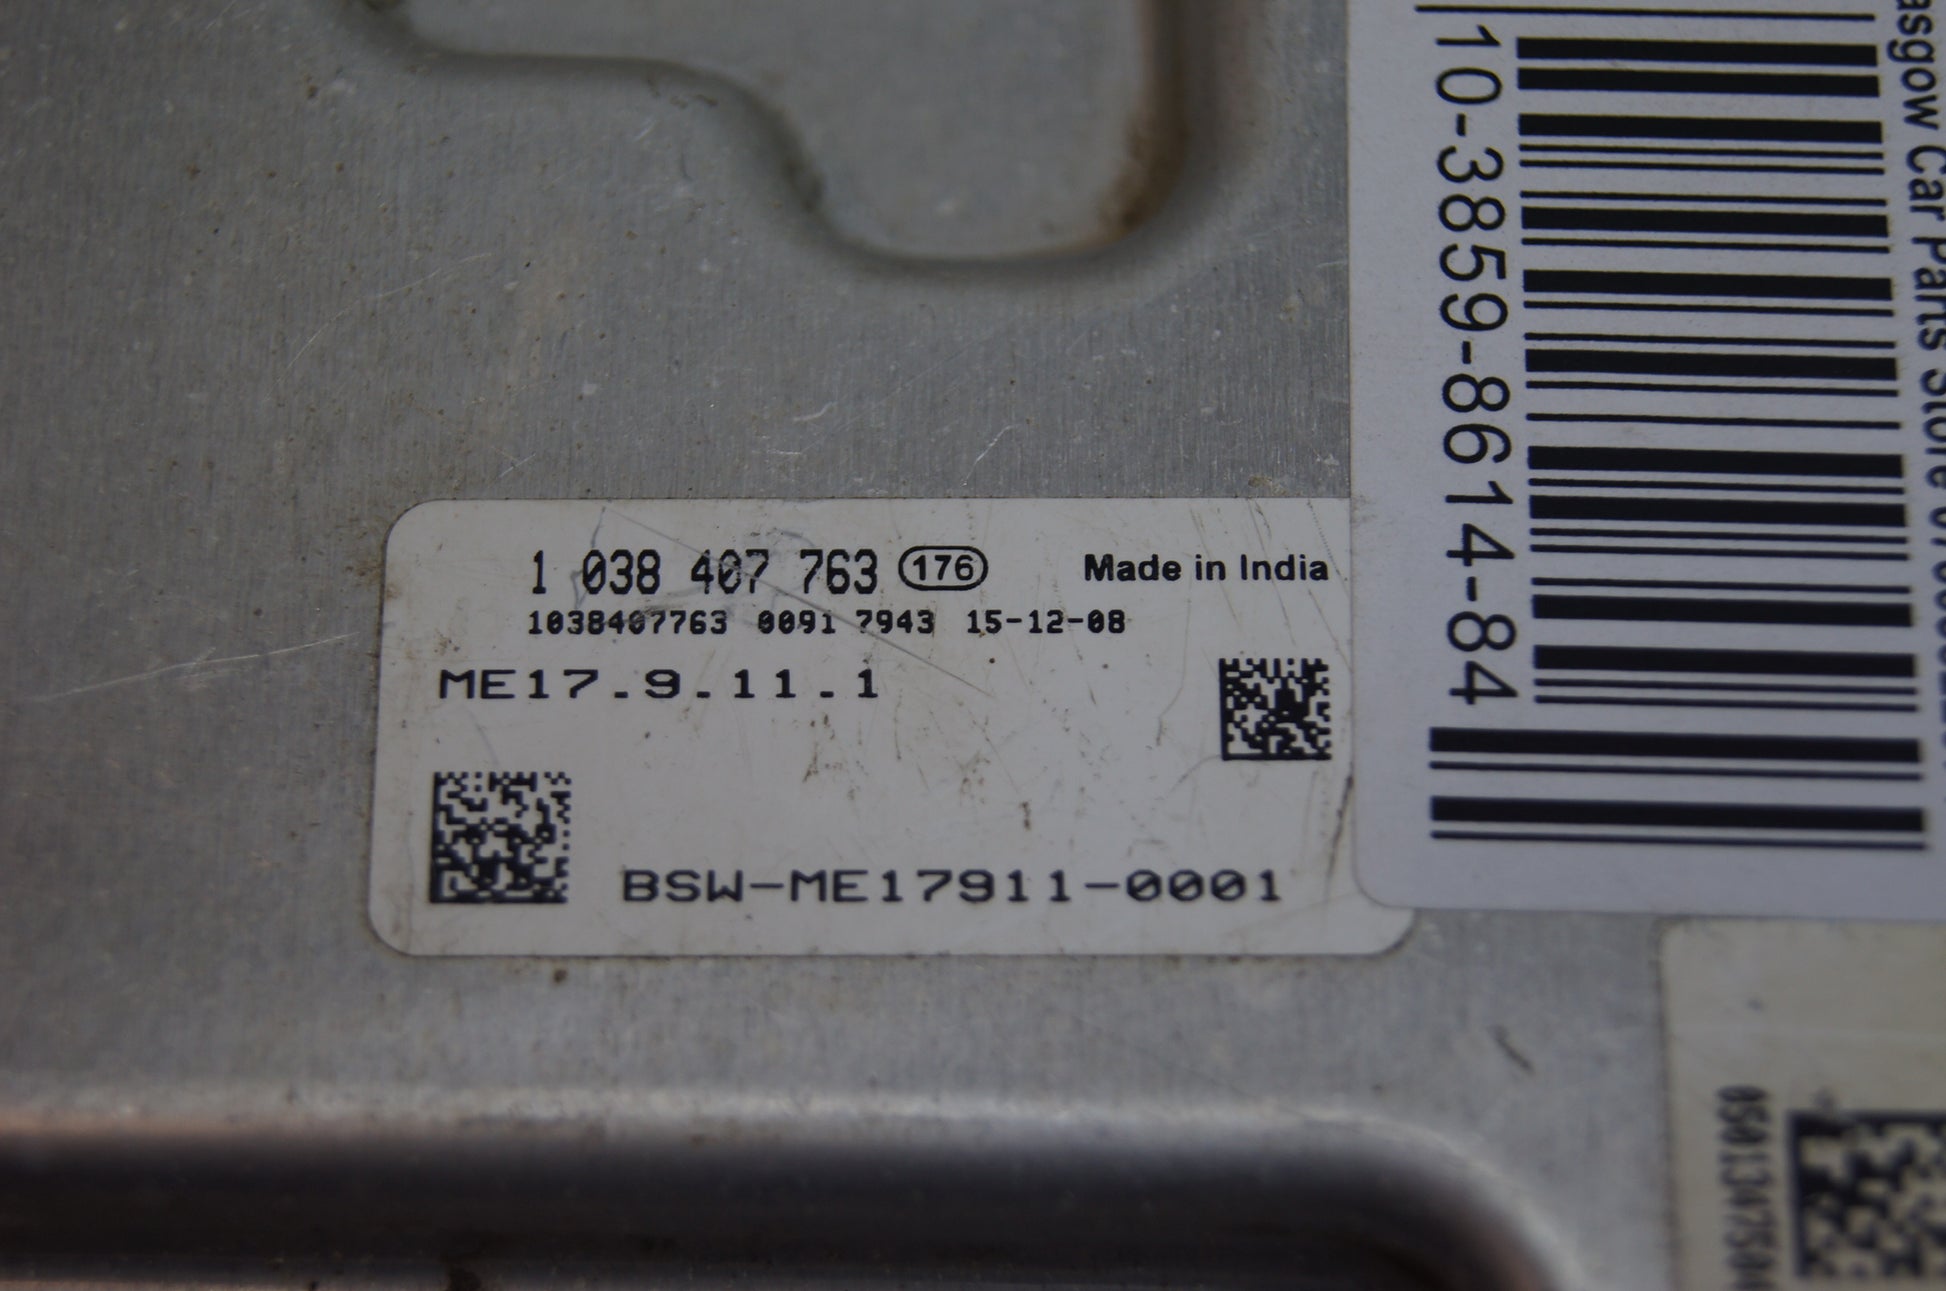 1 038 407 763 176 Made in India
1038407763 0091 7943 15-12-08
ME17.9.11.1
BSW-ME17911-0001
10-3859-8614-84
asgow Car Parts Store
05013475